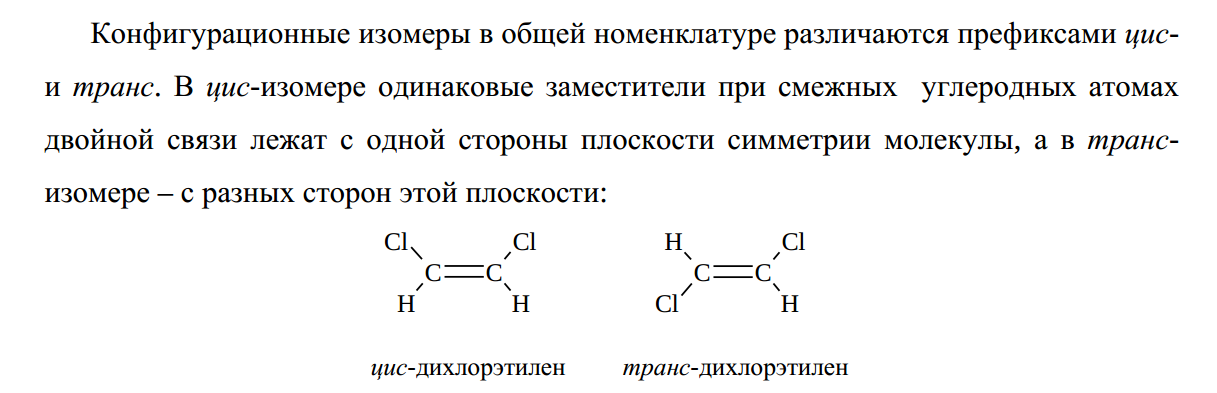 Конфигурационные изомеры в общей номенклатуре различаются префиксами цис-
и транс. В цис-изомере одинаковые заместители при смежных углеродных атомах
двойной связи лежат с одной стороны плоскости симметрии молекулы, а в транс-
изомере – с разных сторон этой плоскости:
Cl Cl H Cl
C C C C
H H Cl H
цис-дихлорэтилен транс-дихлорэтилен